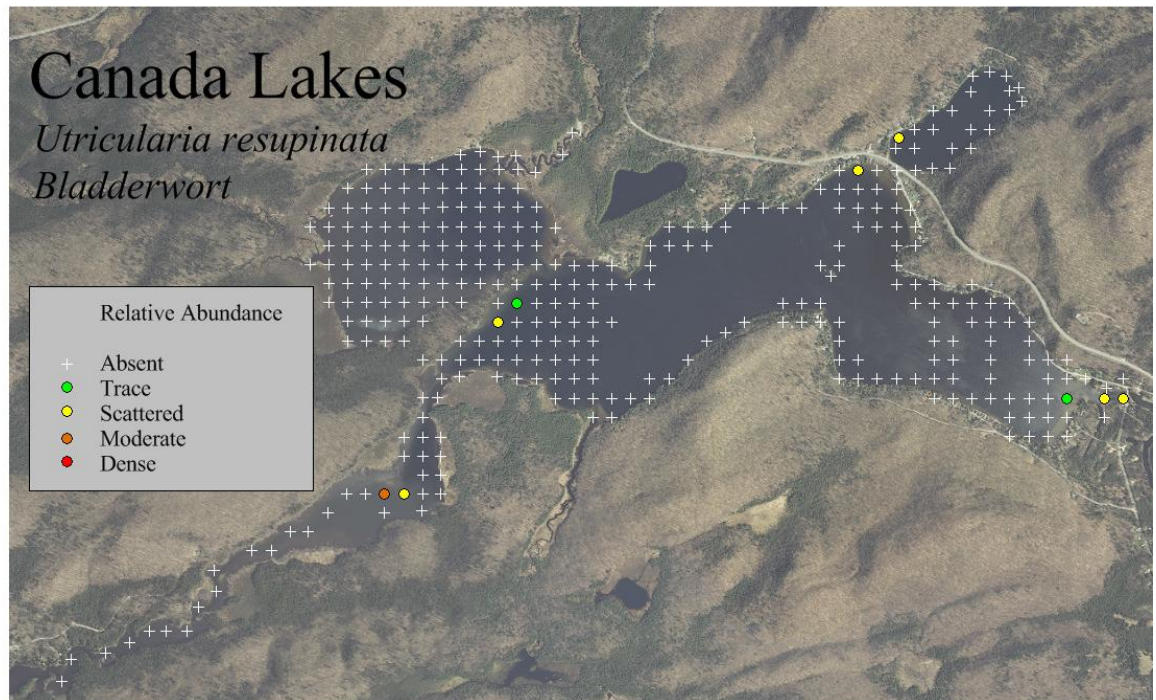 Canada Lakes
Utricularia resupinata
Bladderwort
Relative Abundance
Absent
Trace
Scattered
Moderate
Dense